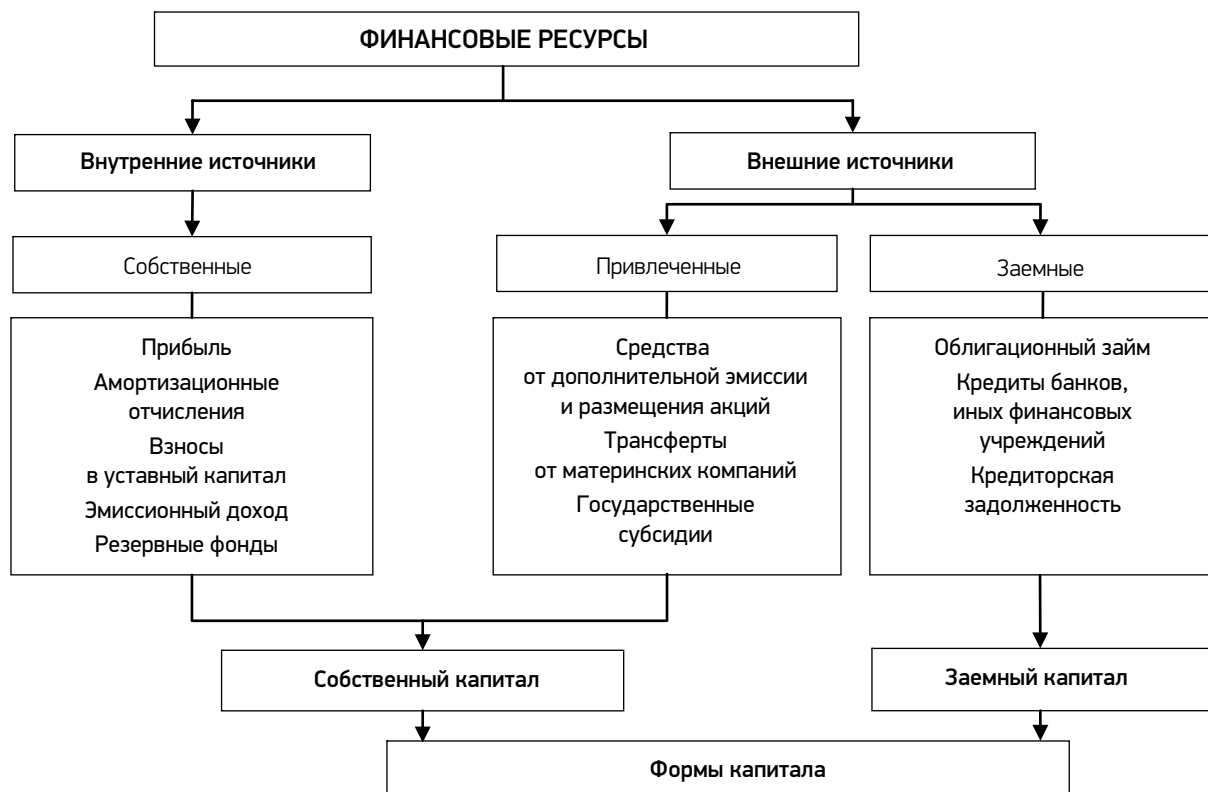 ФИНАНСОВЫЕ РЕСУРСЫ
Внутренние источники
Внешние источники
Собственные
Привлеченные
Заемные
Прибыль
Амортизационные
отчисления
Взносы
в уставный капитал
Эмиссионный доход
Резервные фонды
Средства
от дополнительной эмиссии
и размещения акций
Трансферты
от материнских компаний
Государственные
субсидии
Облигационный займ
Кредиты банков,
иных финансовых
учреждений
Кредиторская
задолженность
Собственный капитал
Заемный капитал
Формы капитала